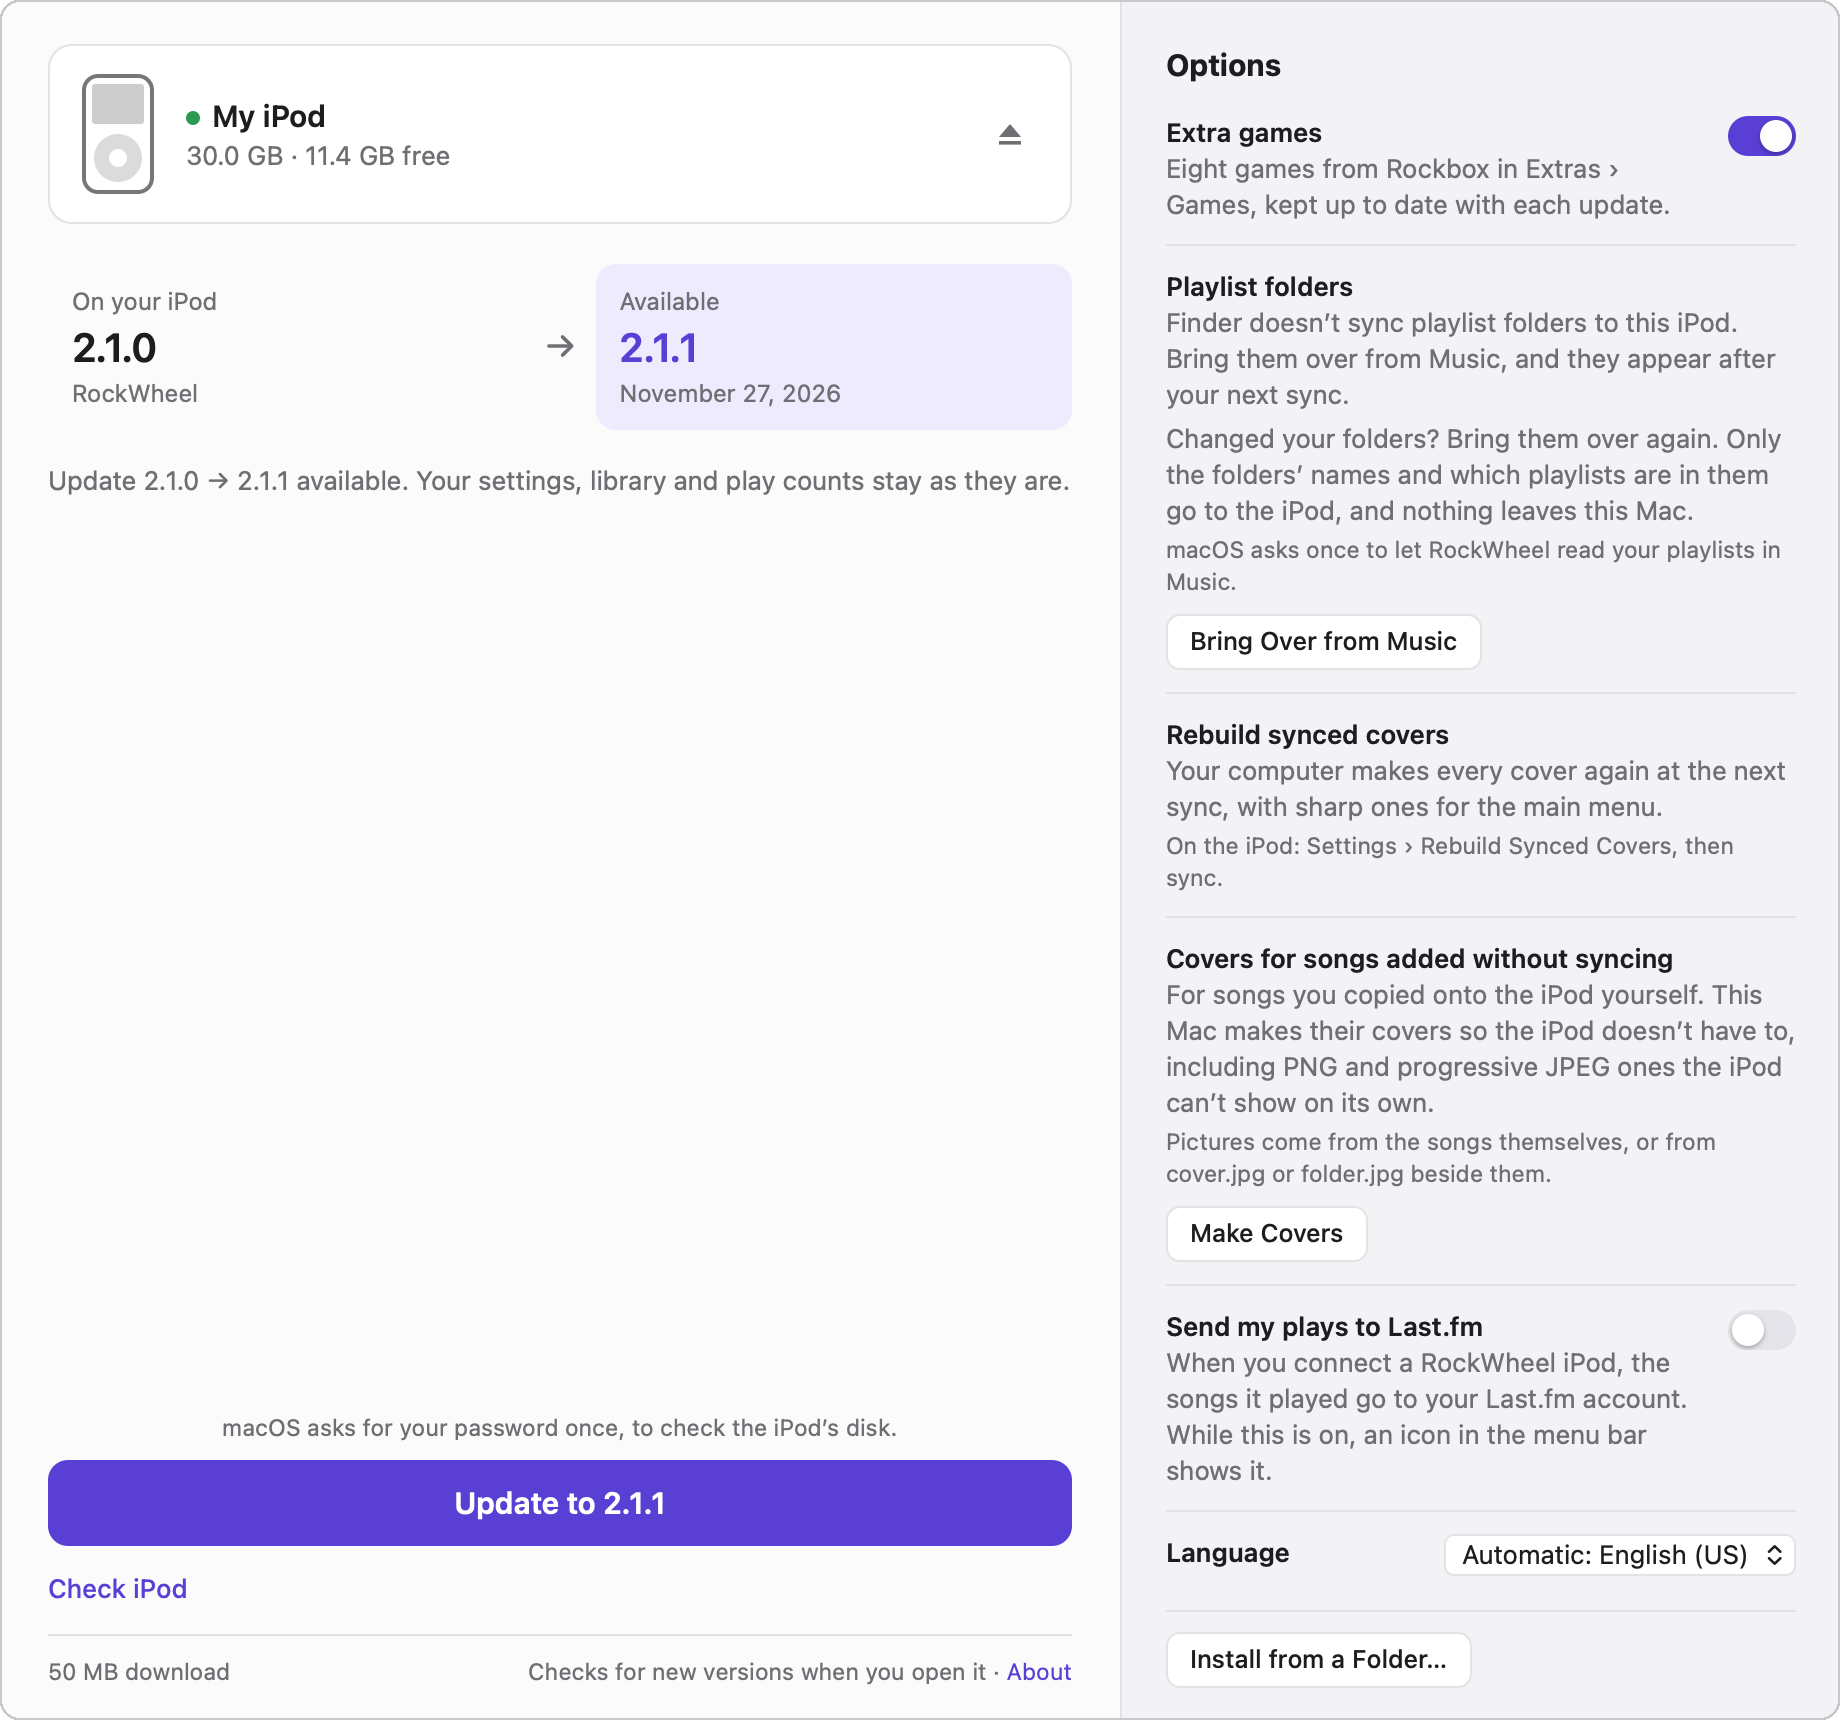 My iPod
30.0 GB · 11.4 GB free
On your iPod
2.1.0
RockWheel
→
Available
2.1.1
November 27, 2026
Update 2.1.0 → 2.1.1 available. Your settings, library and play counts stay as they are.
macOS asks for your password once, to check the iPod’s disk.
Update to 2.1.1
Check iPod
50 MB download
Checks for new versions when you open it · About
Options
Extra games
Eight games from Rockbox in Extras ›
Games, kept up to date with each update.
Playlist folders
Finder doesn’t sync playlist folders to this iPod.
Bring them over from Music, and they appear after
your next sync.
Changed your folders? Bring them over again. Only
the folders’ names and which playlists are in them
go to the iPod, and nothing leaves this Mac.
macOS asks once to let RockWheel read your playlists in
Music.
Bring Over from Music
Rebuild synced covers
Your computer makes every cover again at the next
sync, with sharp ones for the main menu.
On the iPod: Settings › Rebuild Synced Covers, then
sync.
Covers for songs added without syncing
For songs you copied onto the iPod yourself. This
Mac makes their covers so the iPod doesn’t have to,
including PNG and progressive JPEG ones the iPod
can’t show on its own.
Pictures come from the songs themselves, or from
cover.jpg or folder.jpg beside them.
Make Covers
Send my plays to Last.fm
When you connect a RockWheel iPod, the
songs it played go to your Last.fm account.
While this is on, an icon in the menu bar
shows it.
Language
Automatic: English (US)
Install from a Folder...